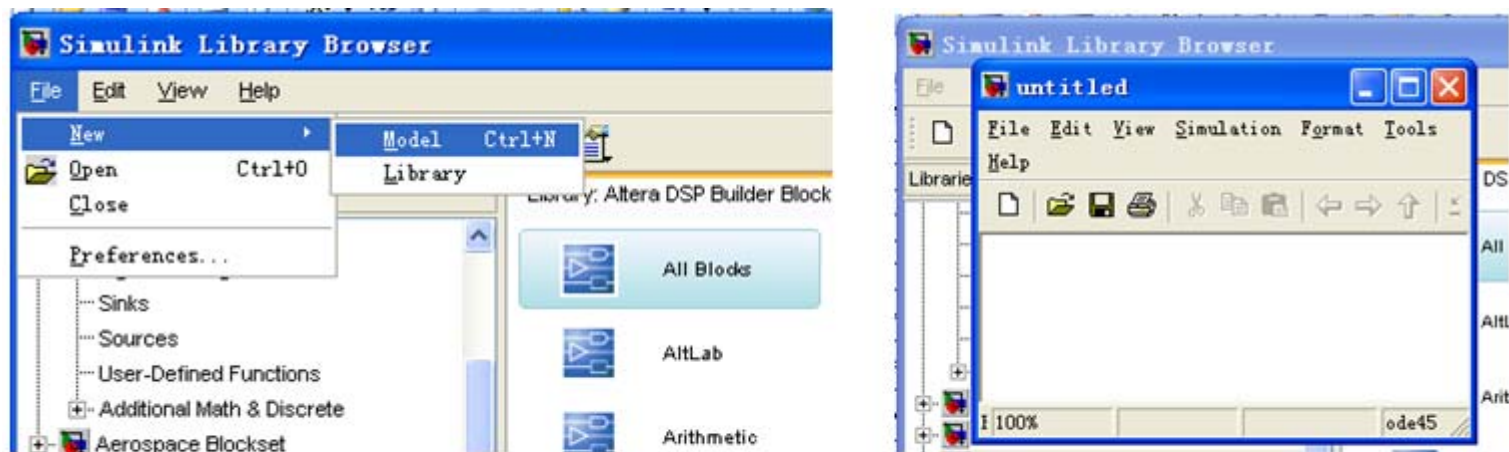 Simulink Library Browser
File Edit View Help
New
Model Ctrl+N
Open Ctrl+O
Library
Close
Preferences...
Library: Altera DSP Builder Block
Sinks
Sources
User-Defined Functions
Additional Math & Discrete
Aerospace Blockset
All Blocks
AltLab
Arithmetic
Simulink Library Browser
File
untitled
File Edit View Simulation Format Tools
Help
Librarie
DS
All
Altl
Arit
100%
ode45